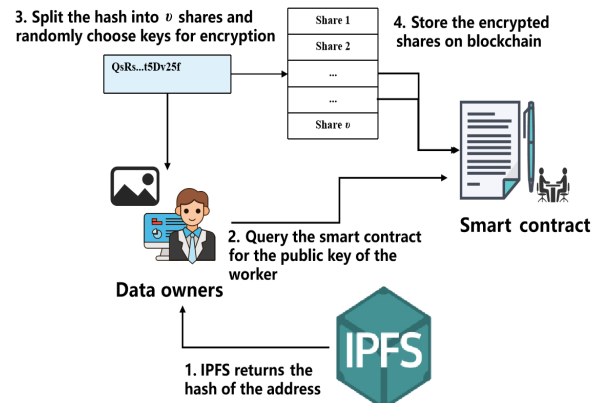 3. Split the hash into v shares and
randomly choose keys for encryption
QsRs...t5Dv25f
Share 1
Share 2
...
...
Share v
4. Store the encrypted
shares on blockchain
Smart contract
2. Query the smart contract
for the public key of the
worker
Data owners
1. IPFS returns the
hash of the address
IPFS